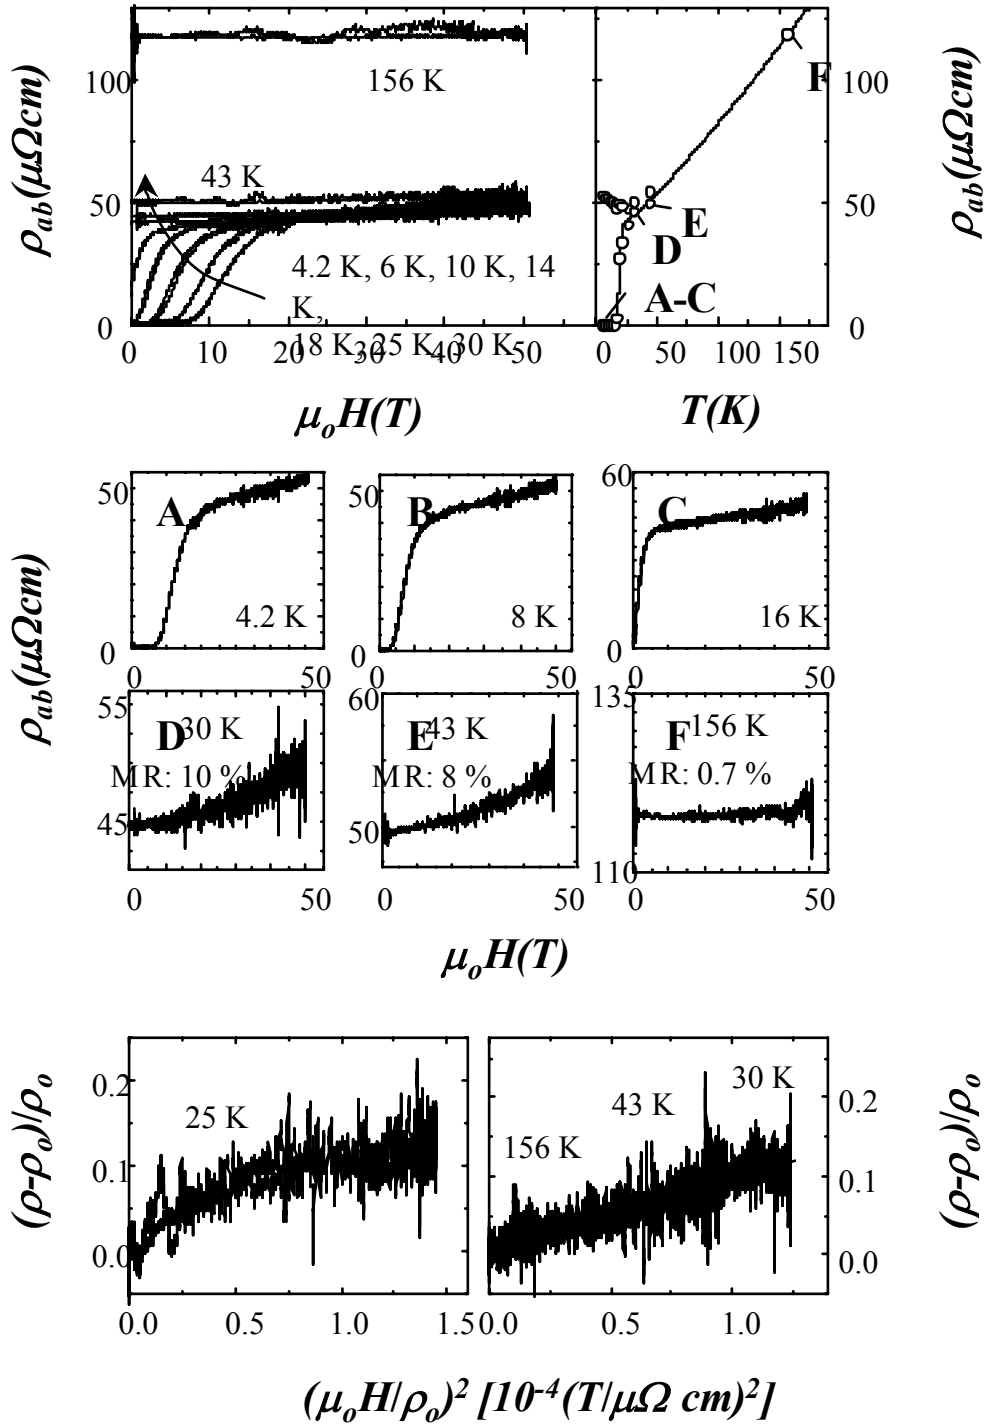 ρab(μΩcm)
100
50
0
156 K
43 K
4.2 K, 6 K, 10 K, 14
K,
18 K, 25 K, 30 K
0 10 20 30 40 50
μoH(T)
F
E
D
A-C
0 50 100 150
T(K)
100
50
0
ρab(μΩcm)
ρab(μΩcm)
50
0
A
4.2 K
0 50
50
0
B
8 K
0 50
60
0
C
16 K
0 50
55
45
D 30 K
MR: 10 %
0 50
60
50
E 43 K
MR: 8 %
0 50
135
110
F 156 K
MR: 0.7 %
0 50
μoH(T)
(ρ-ρo)/ρo
0.2
0.1
0.0
25 K
0.0 0.5 1.0 1.5
30 K
43 K
156 K
0.0 1.0
0.2
0.1
0.0
(ρ-ρo)/ρo
(μoH/ρo)2 [10-4(T/μΩ cm)2]